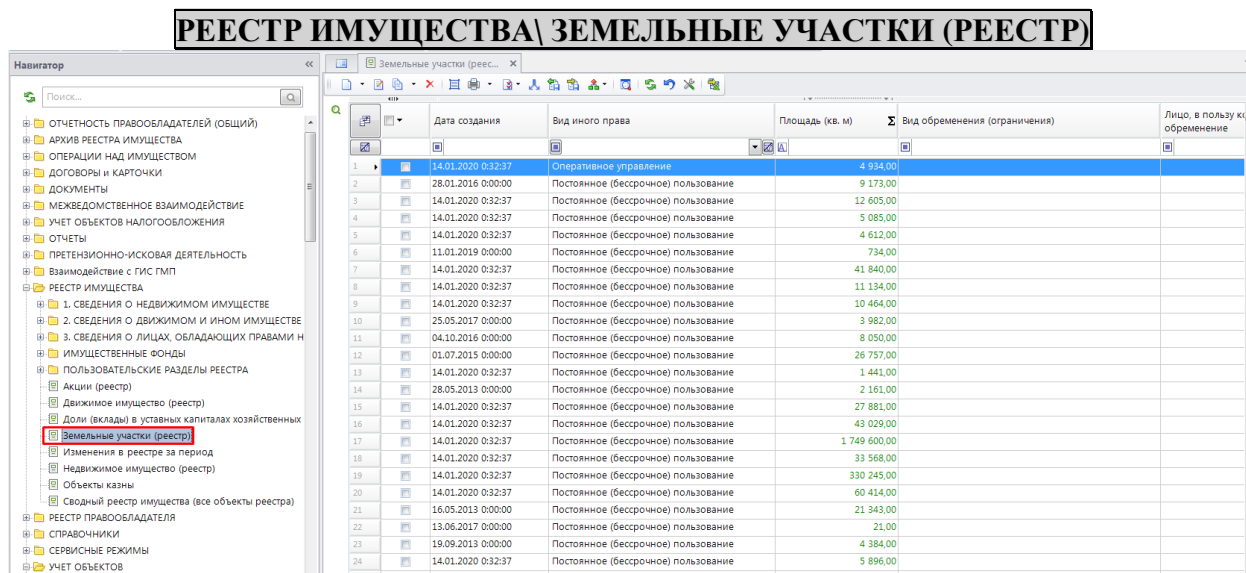 РЕЕСТР ИМУЩЕСТВА\ ЗЕМЕЛЬНЫЕ УЧАСТКИ (РЕЕСТР)
Навигатор
Поиск...
ОТЧЕТНОСТЬ ПРАВООБЛАДАТЕЛЕЙ (ОБЩИЙ)
АРХИВ РЕЕСТРА ИМУЩЕСТВА
ОПЕРАЦИИ НАД ИМУЩЕСТВОМ
ДОГОВОРЫ и КАРТОЧКИ
ДОКУМЕНТЫ
МЕЖВЕДОМСТВЕННОЕ ВЗАИМОДЕЙСТВИЕ
УЧЕТ ОБЪЕКТОВ НАЛОГООБЛОЖЕНИЯ
ОТЧЕТЫ
ПРЕТЕНЗИОННО-ИСКОВАЯ ДЕЯТЕЛЬНОСТЬ
Взаимодействие с ГИС ГМП
РЕЕСТР ИМУЩЕСТВА
1. СВЕДЕНИЯ О НЕДВИЖИМОМ ИМУЩЕСТВЕ
2. СВЕДЕНИЯ О ДВИЖИМОМ И ИНОМ ИМУЩЕСТВЕ
3. СВЕДЕНИЯ О ЛИЦАХ, ОБЛАДАЮЩИХ ПРАВАМИ Н
ИМУЩЕСТВЕННЫЕ ФОНДЫ
ПОЛЬЗОВАТЕЛЬСКИЕ РАЗДЕЛЫ РЕЕСТРА
Акции (реестр)
Движимое имущество (реестр)
Доли (вклады) в уставных капиталах хозяйственных
Земельные участки (реестр)
Изменения в реестре за период
Недвижимое имущество (реестр)
Объекты казны
Сводный реестр имущества (все объекты реестра)
РЕЕСТР ПРАВООБЛАДАТЕЛЯ
СПРАВОЧНИКИ
СЕРВИСНЫЕ РЕЖИМЫ
УЧЕТ ОБЪЕКТОВ
Земельные участки (реес...
Дата создания Вид иного права Площадь (кв. м) Σ Вид обременения (ограничения) Лицо, в пользу ко
обременение
1 14.01.2020 0:32:37 Оперативное управление 4 934,00
2 28.01.2016 0:00:00 Постоянное (бессрочное) пользование 9 173,00
3 14.01.2020 0:32:37 Постоянное (бессрочное) пользование 12 605,00
4 14.01.2020 0:32:37 Постоянное (бессрочное) пользование 5 085,00
5 14.01.2020 0:32:37 Постоянное (бессрочное) пользование 4 612,00
6 11.01.2019 0:00:00 Постоянное (бессрочное) пользование 734,00
7 14.01.2020 0:32:37 Постоянное (бессрочное) пользование 41 840,00
8 14.01.2020 0:32:37 Постоянное (бессрочное) пользование 11 134,00
9 14.01.2020 0:32:37 Постоянное (бессрочное) пользование 10 464,00
10 25.05.2017 0:00:00 Постоянное (бессрочное) пользование 3 982,00
11 04.10.2016 0:00:00 Постоянное (бессрочное) пользование 8 050,00
12 01.07.2015 0:00:00 Постоянное (бессрочное) пользование 26 757,00
13 14.01.2020 0:32:37 Постоянное (бессрочное) пользование 1 441,00
14 28.05.2013 0:00:00 Постоянное (бессрочное) пользование 2 161,00
15 14.01.2020 0:32:37 Постоянное (бессрочное) пользование 27 881,00
16 14.01.2020 0:32:37 Постоянное (бессрочное) пользование 43 029,00
17 14.01.2020 0:32:37 Постоянное (бессрочное) пользование 1 749 600,00
18 14.01.2020 0:32:37 Постоянное (бессрочное) пользование 33 568,00
19 14.01.2020 0:32:37 Постоянное (бессрочное) пользование 330 245,00
20 14.01.2020 0:32:37 Постоянное (бессрочное) пользование 60 414,00
21 16.05.2013 0:00:00 Постоянное (бессрочное) пользование 21 343,00
22 13.06.2017 0:00:00 Постоянное (бессрочное) пользование 21,00
23 19.09.2013 0:00:00 Постоянное (бессрочное) пользование 4 384,00
24 14.01.2020 0:32:37 Постоянное (бессрочное) пользование 5 896,00